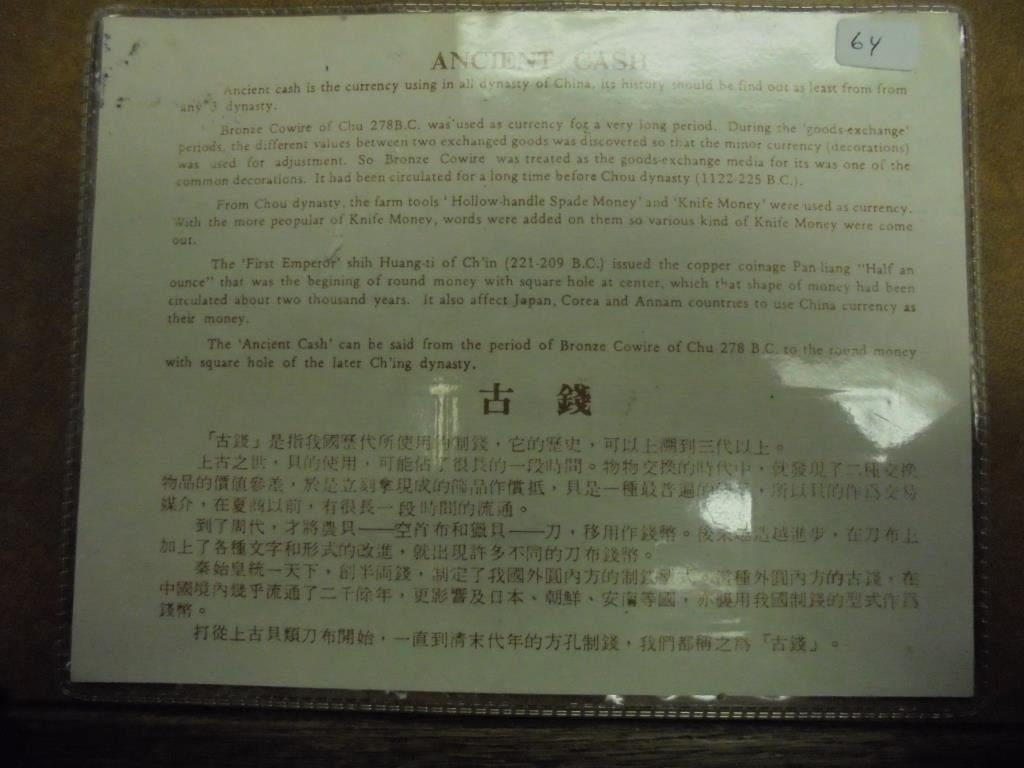 64
ANCIENT CASH
Ancient cash is the currency using in all dynasty of China, its history should be find out as least from from
any 3 dynasty.
Bronze Cowire of Chu 278B.C. was used as currency for a very long period. During the 'goods-exchange'
periods, the different values between two exchanged goods was discovered so that the minor currency (decorations)
was used for adjustment. So Bronze Cowire was treated as the goods-exchange media for its was one of the
common decorations. It had been circulated for a long time before Chou dynasty (1122-225 B.C.).
From Chou dynasty, the farm tools ' Hollow-handle Spade Money' and 'Knife Money' were used as currency.
With the more peopular of Knife Money, words were added on them so various kind of Knife Money were come
out.
The 'First Emperor' shih Huang-ti of Ch'in (221-209 B.C.) issued the copper coinage Pan-liang "Half an
ounce" that was the begining of round money with square hole at center, which that shape of money had been
circulated about two thousand years. It also affect Japan, Corea and Annam countries to use China currency as
their money.
The 'Ancient Cash' can be said from the period of Bronze Cowire of Chu 278 B.C. to the round money
with square hole of the later Ch'ing dynasty.
古錢
「古錢」是指我國歷代所使用的制錢，它的歷史，可以上溯到三代以上。
上古之世，貝的使用，可能佔了很長的一段時間。物物交換的時代中，就發現了二種交換
物品的價值參差，於是立刻拿現成的飾品作償抵，貝是一種最普遍的，所以貝的作爲交易
媒介，在夏商以前，有很長一段時間的流通。
到了周代，才將農具——空首布和獵具——刀，移用作錢幣。後來越造越進步，在刀布上
加上了各種文字和形式的改進，就出現許多不同的刀布錢幣。
秦始皇統一天下，創半両錢，制定了我國外圓內方的制錢型式。這種外圓內方的古錢，在
中國境內幾乎流通了二千餘年，更影響及日本、朝鮮、安南等國，亦襲用我國制錢的型式作爲
錢幣。
打從上古貝類刀布開始，一直到清末代年的方孔制錢，我們都稱之爲「古錢」。